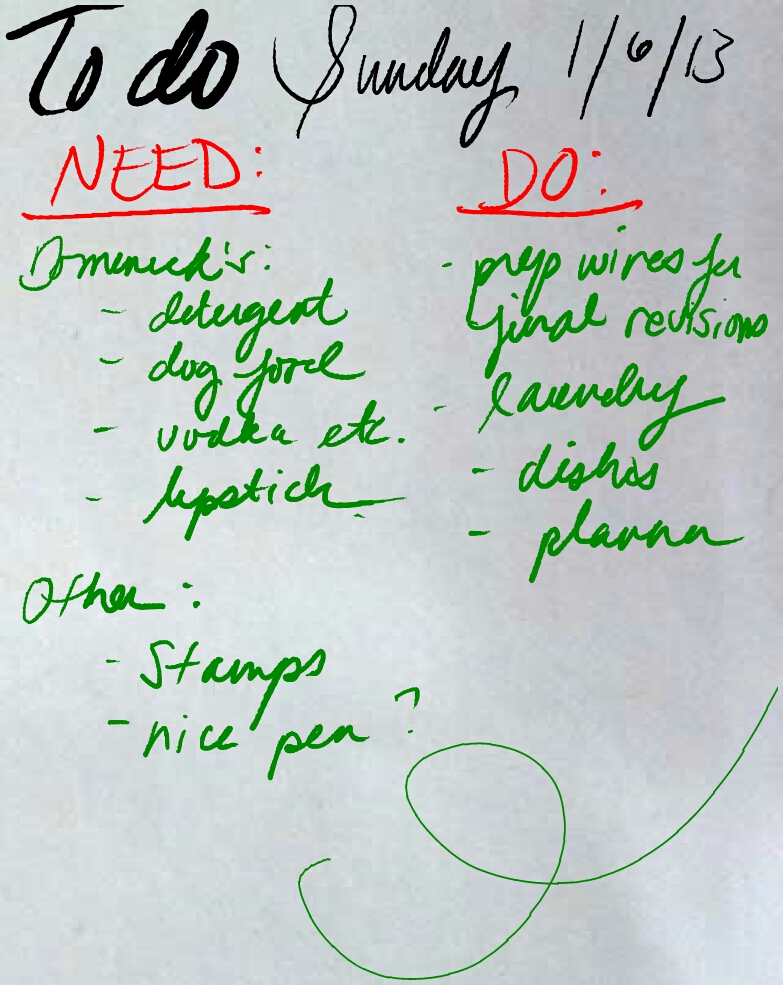 To do Sunday 1/6/13
NEED:
Domenick's:
- detergent
- dog food
- vodka etc.
- lipstick
Other:
- Stamps
- nice pen ?
DO:
- prep wires for
final revisions
- laundry
- dishes
- planner